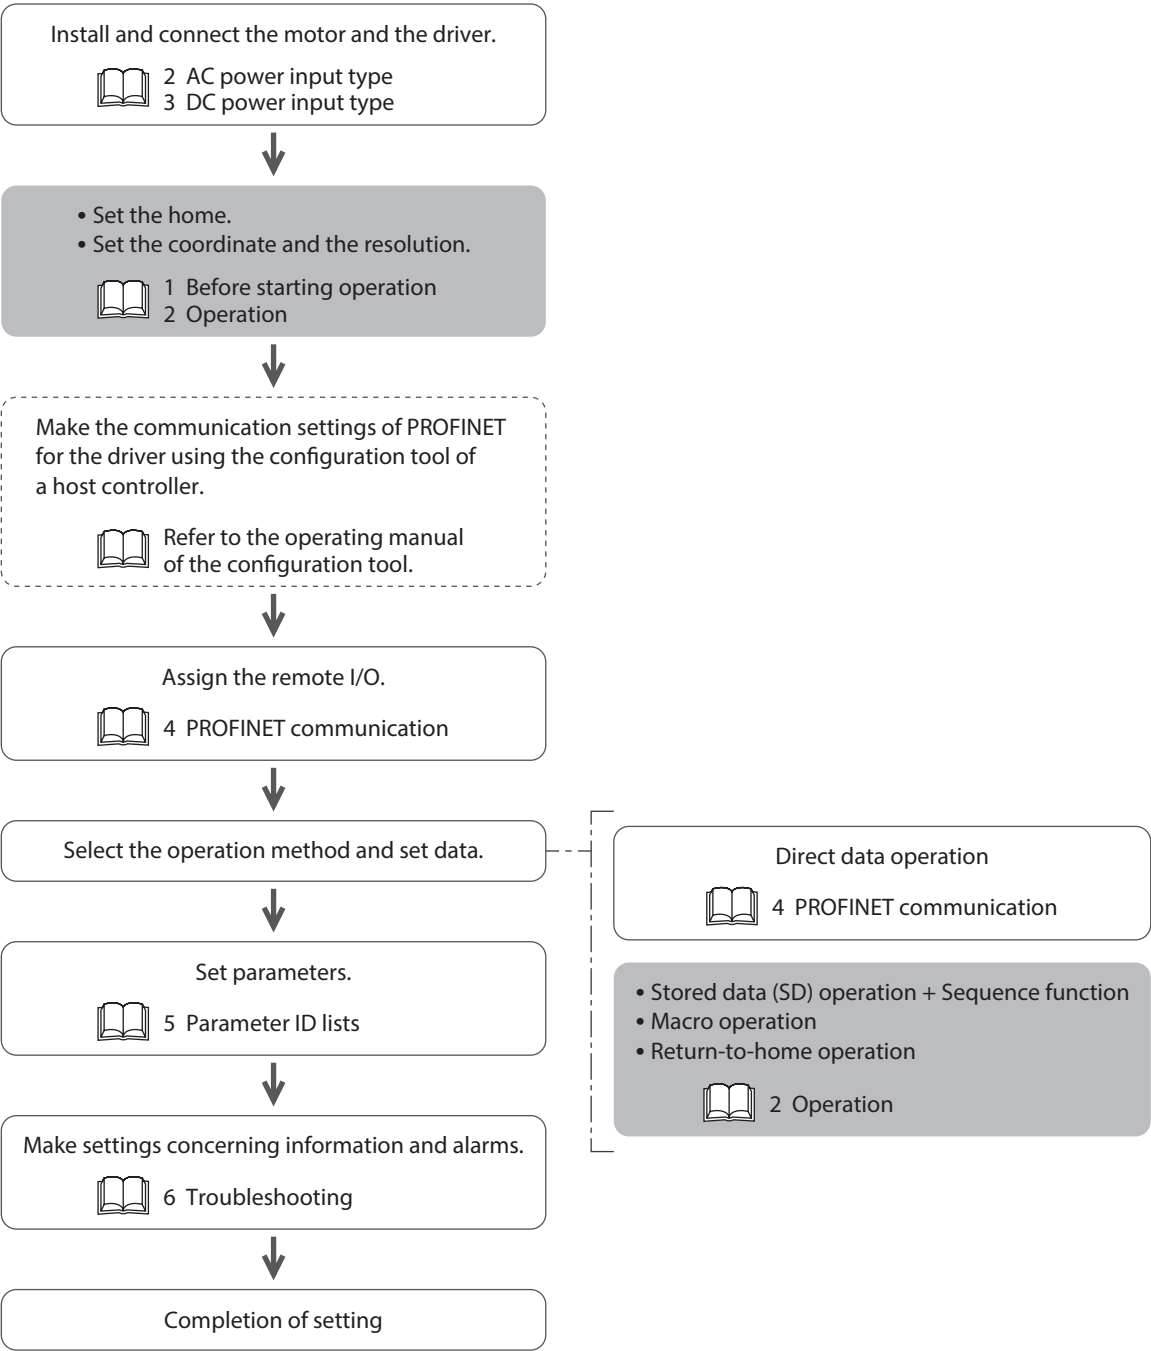 Install and connect the motor and the driver.
2 AC power input type
3 DC power input type
• Set the home.
• Set the coordinate and the resolution.
1 Before starting operation
2 Operation
Make the communication settings of PROFINET
for the driver using the configuration tool of
a host controller.
Refer to the operating manual
of the configuration tool.
Assign the remote I/O.
4 PROFINET communication
Select the operation method and set data.
Direct data operation
4 PROFINET communication
• Stored data (SD) operation + Sequence function
• Macro operation
• Return-to-home operation
2 Operation
Set parameters.
5 Parameter ID lists
Make settings concerning information and alarms.
6 Troubleshooting
Completion of setting